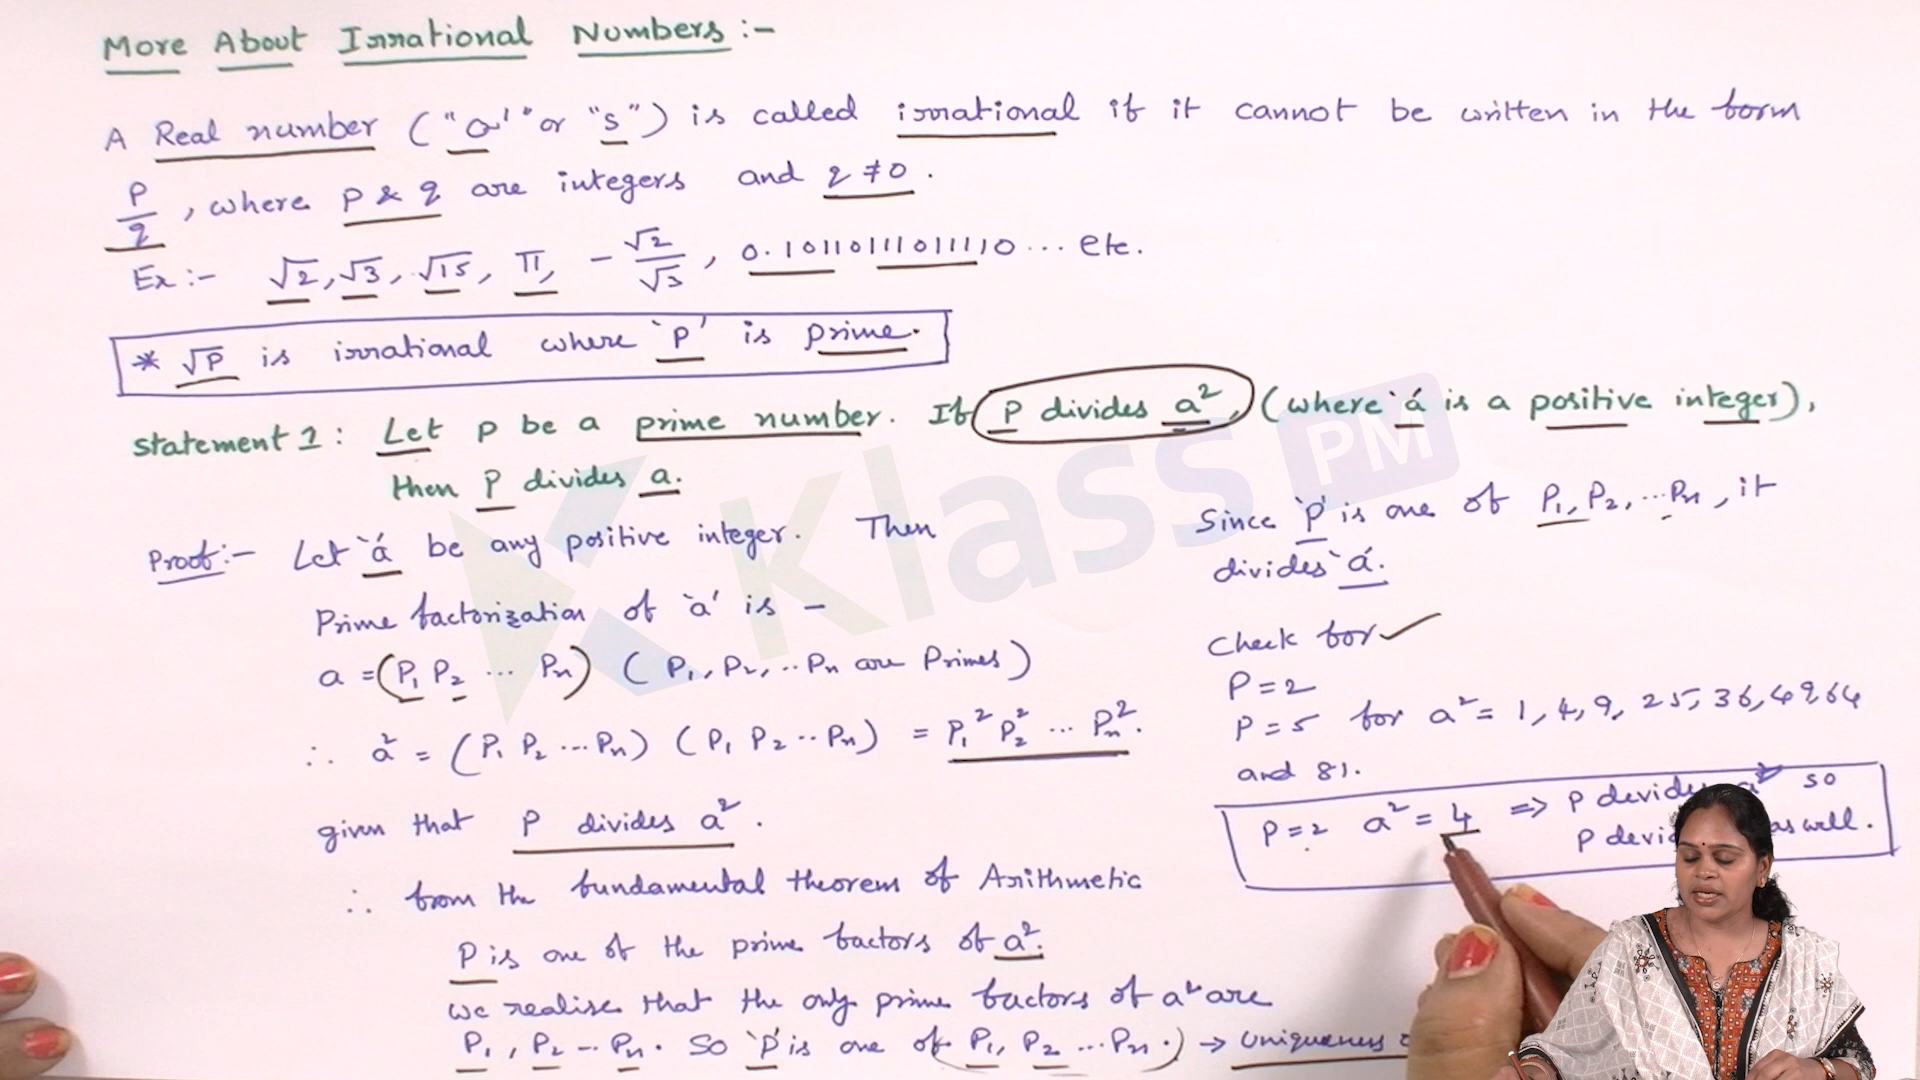 More About Irrational Numbers :-
A Real number ("a'" or "s") is called irrational if it cannot be written in the form
p/q, where p & q are integers and q ≠ 0.
Ex :- √2, √3, √15, π, - √2/√3, 0.10110111011110... etc.
* √P is irrational where `P' is prime.
Statement 1 : Let p be a prime number. If p divides a², (where `a' is a positive integer),
then p divides a.
Proof :- Let `a' be any positive integer. Then
Prime factorization of `a' is -
a = (P₁ P₂ ... Pn) (P₁, P₂, .. Pn are Primes)
∴ a² = (P₁ P₂ ... Pn) (P₁ P₂ .. Pn) = P₁² P₂² ... Pn².
given that P divides a².
∴ from the fundamental theorem of Arithmetic
P is one of the prime factors of a².
we realise that the only prime factors of a² are
P₁, P₂ ... Pn. So `P' is one of (P₁, P₂ ... Pn.) → uniqueness
Since `P' is one of P₁, P₂, ... Pn, it
divides `a'.
Check for ✓
P = 2
P = 5 for a² = 1, 4, 9, 25, 36, 49, 64
and 81.
P = 2 a² = 4 => P devides a² so
P as well.
Klass PM